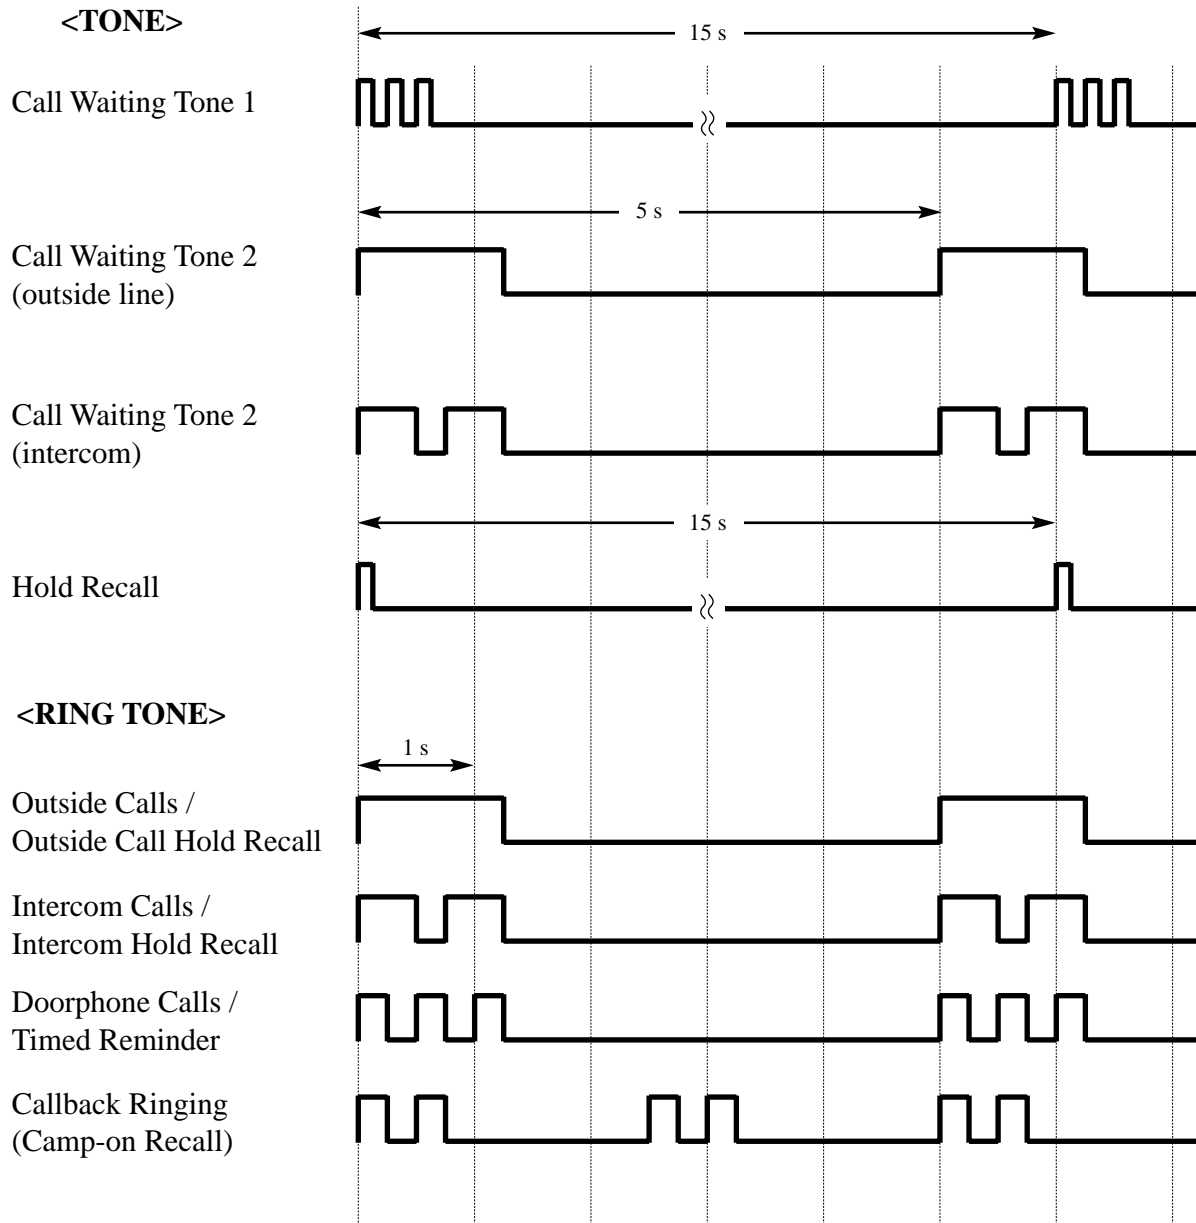 <TONE>
15 s
Call Waiting Tone 1
5 s
Call Waiting Tone 2
(outside line)
Call Waiting Tone 2
(intercom)
15 s
Hold Recall
<RING TONE>
1 s
Outside Calls /
Outside Call Hold Recall
Intercom Calls /
Intercom Hold Recall
Doorphone Calls /
Timed Reminder
Callback Ringing
(Camp-on Recall)